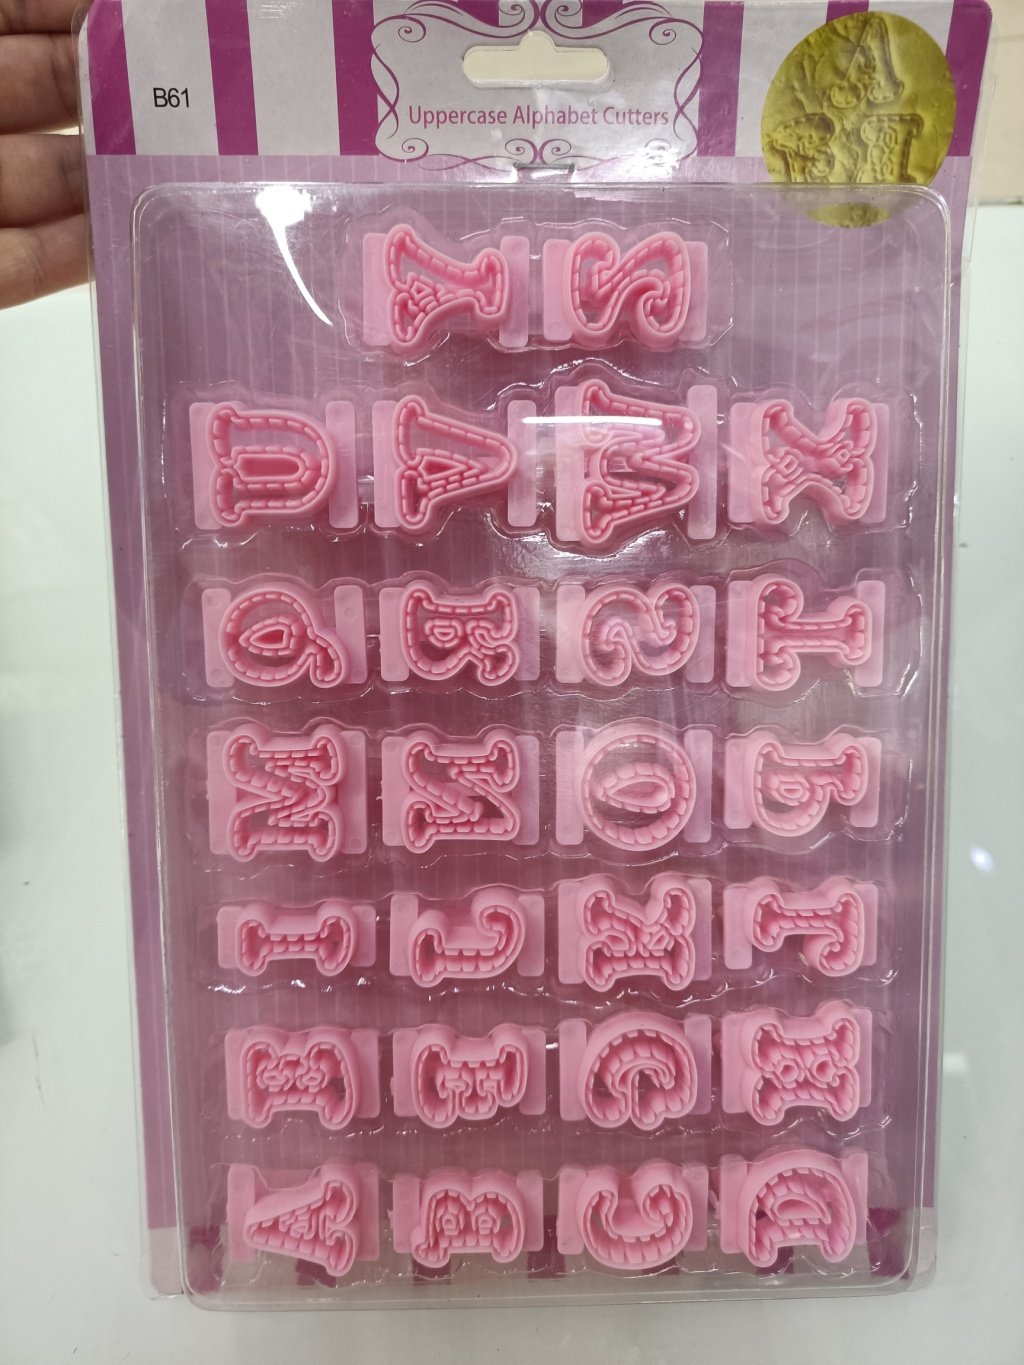 B61
Uppercase Alphabet Cutters
Y Z
U V W X
Q R S T
M N O P
I J K L
E F G H
A B C D